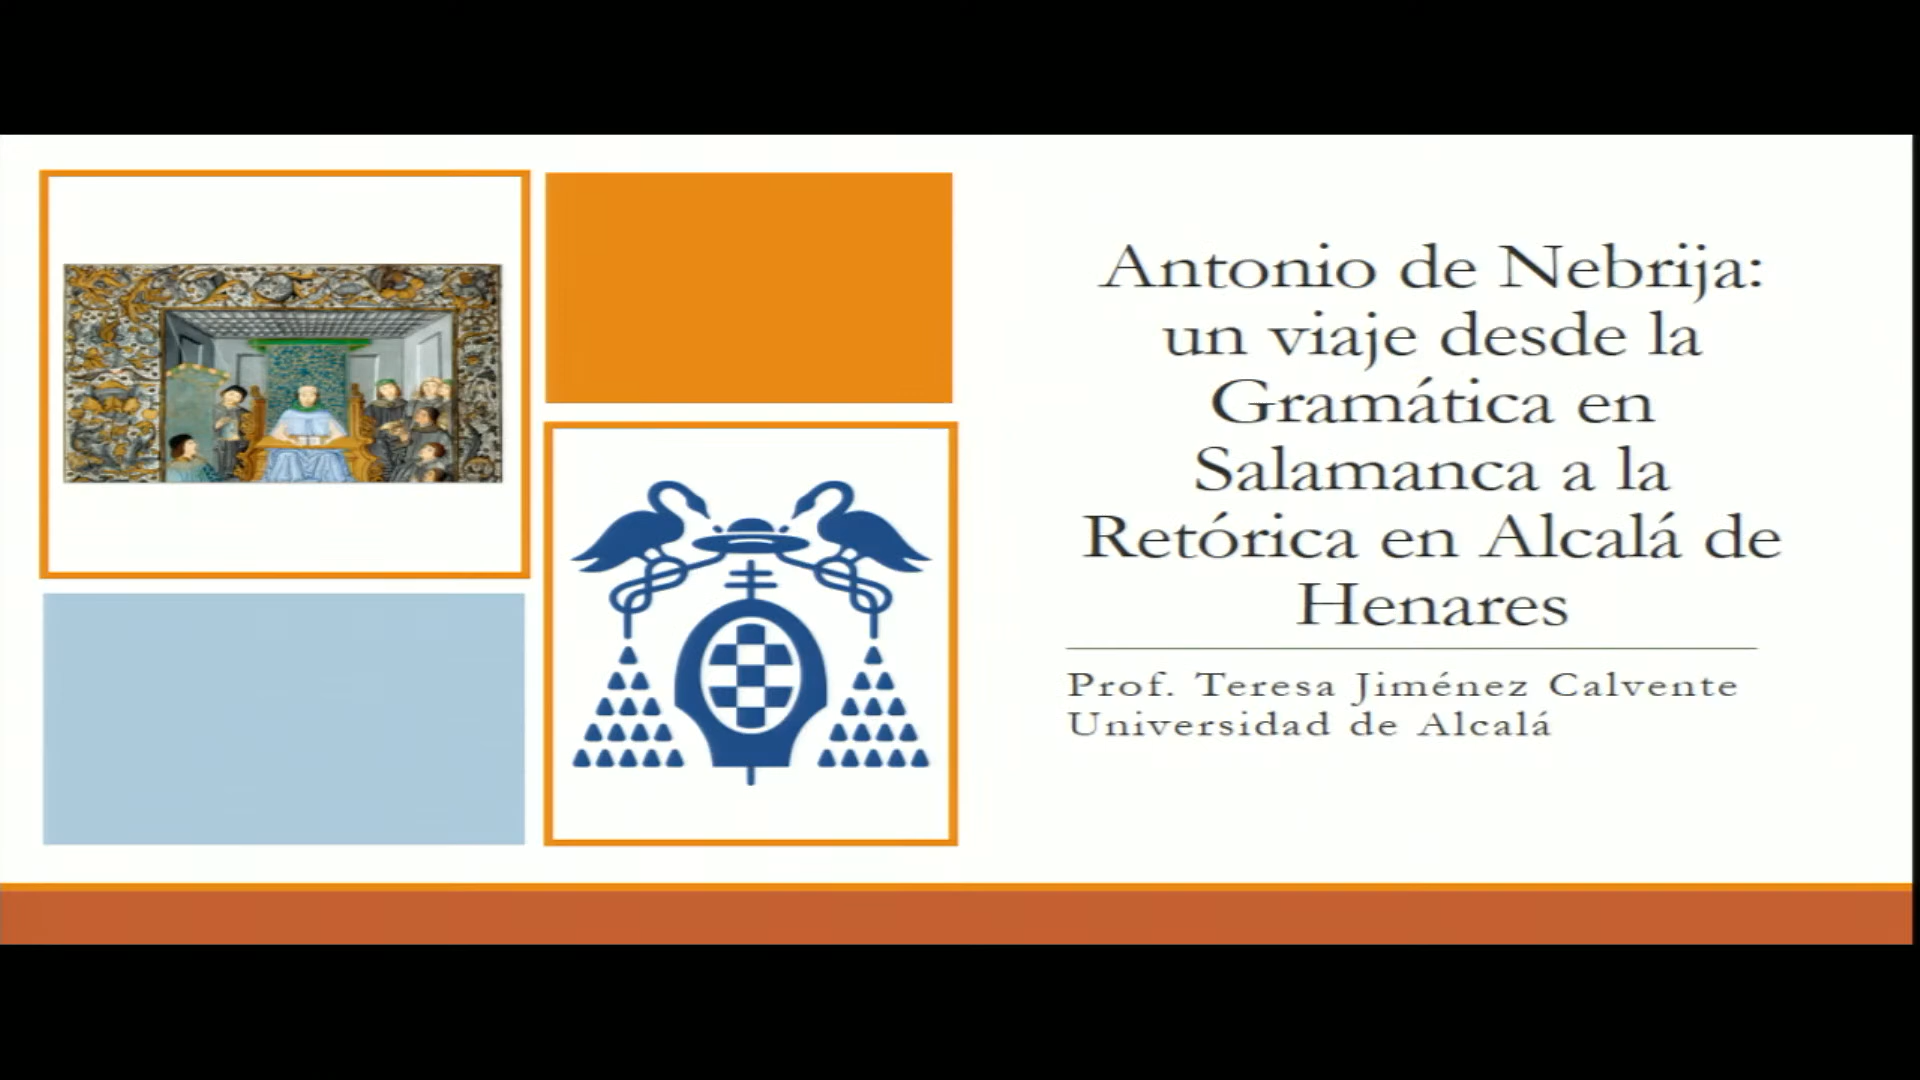 Antonio de Nebrija:
un viaje desde la
Gramática en
Salamanca a la
Retórica en Alcalá de
Henares
Prof. Teresa Jiménez Calvente
Universidad de Alcalá